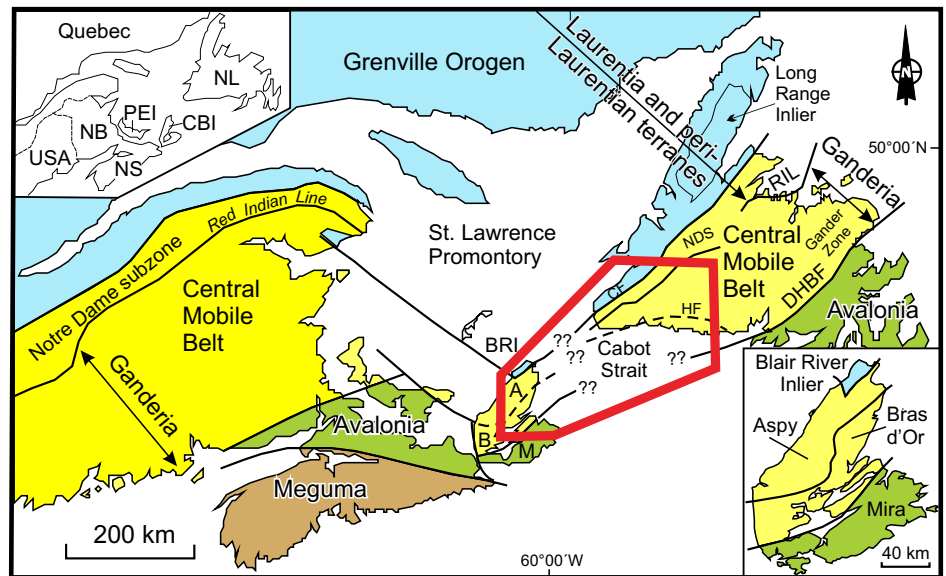 Quebec
NL
PEI
NB
CBI
USA
NS
Grenville Orogen
Laurentia and peri-
Laurentian terranes
Long
Range
Inlier
N
50°00´N
RIL
Ganderia
Red Indian Line
Notre Dame subzone
St. Lawrence
Promontory
NDS
Central
Mobile
Belt
Gander
Zone
Central
Mobile
Belt
CF
HF
DHBF
Avalonia
BRI
??
??
Cabot
Strait
??
??
A
B
M
Ganderia
Avalonia
Meguma
200 km
60°00´W
Blair River
Inlier
Aspy
Bras
d’Or
Mira
40 km